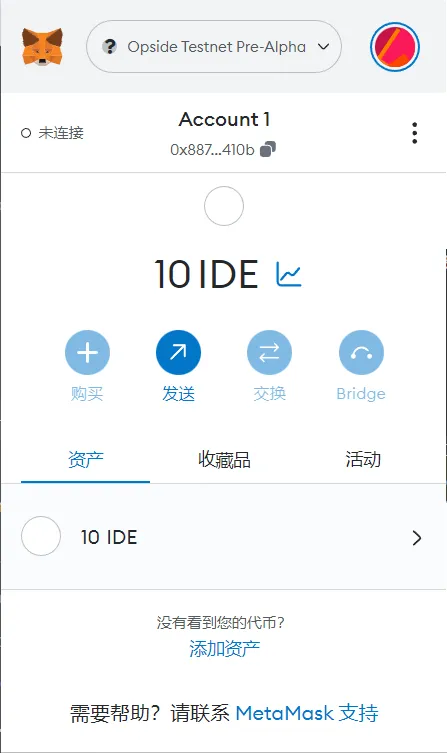 Opside Testnet Pre-Alpha
未连接
Account 1
0x887...410b
10 IDE
购买
发送
交换
Bridge
资产
收藏品
活动
10 IDE
没有看到您的代币？
添加资产
需要帮助？请联系 MetaMask 支持